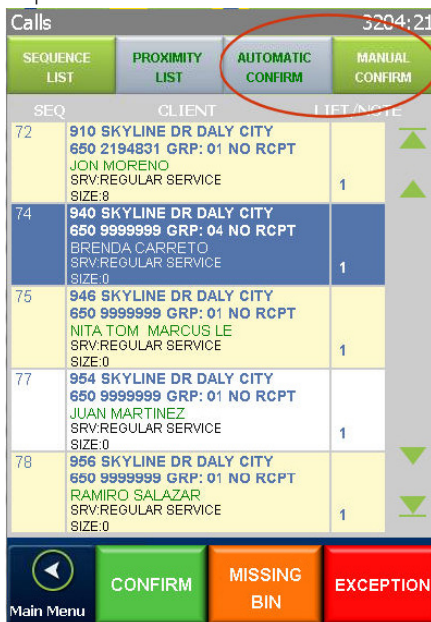 Calls 3204:21
SEQUENCE LIST
PROXIMITY LIST
AUTOMATIC CONFIRM
MANUAL CONFIRM
SEQ CLIENT LIFT/NOTE
72 910 SKYLINE DR DALY CITY
650 2194831 GRP: 01 NO RCPT
JON MORENO
SRV:REGULAR SERVICE 1
SIZE:8
74 940 SKYLINE DR DALY CITY
650 9999999 GRP: 04 NO RCPT
BRENDA CARRETO
SRV:REGULAR SERVICE 1
SIZE:0
75 946 SKYLINE DR DALY CITY
650 9999999 GRP: 01 NO RCPT
NITA TOM MARCUS LE
SRV:REGULAR SERVICE 1
SIZE:0
77 954 SKYLINE DR DALY CITY
650 9999999 GRP: 01 NO RCPT
JUAN MARTINEZ
SRV:REGULAR SERVICE 1
SIZE:0
78 956 SKYLINE DR DALY CITY
650 9999999 GRP: 01 NO RCPT
RAMIRO SALAZAR
SRV:REGULAR SERVICE 1
SIZE:0
Main Menu
CONFIRM
MISSING BIN
EXCEPTION